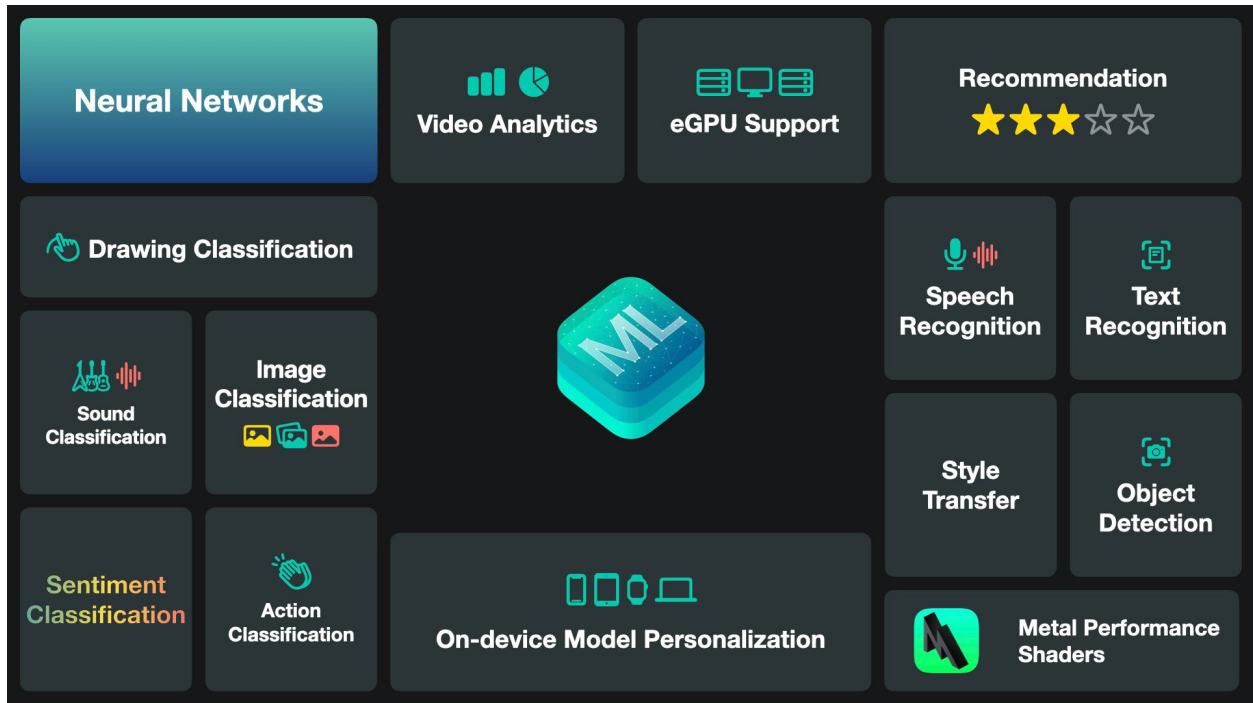 Neural Networks
Video Analytics
eGPU Support
Recommendation
Drawing Classification
Speech
Recognition
Text
Recognition
Sound
Classification
Image
Classification
ML
Style
Transfer
Object
Detection
Sentiment
Classification
Action
Classification
On-device Model Personalization
Metal Performance
Shaders